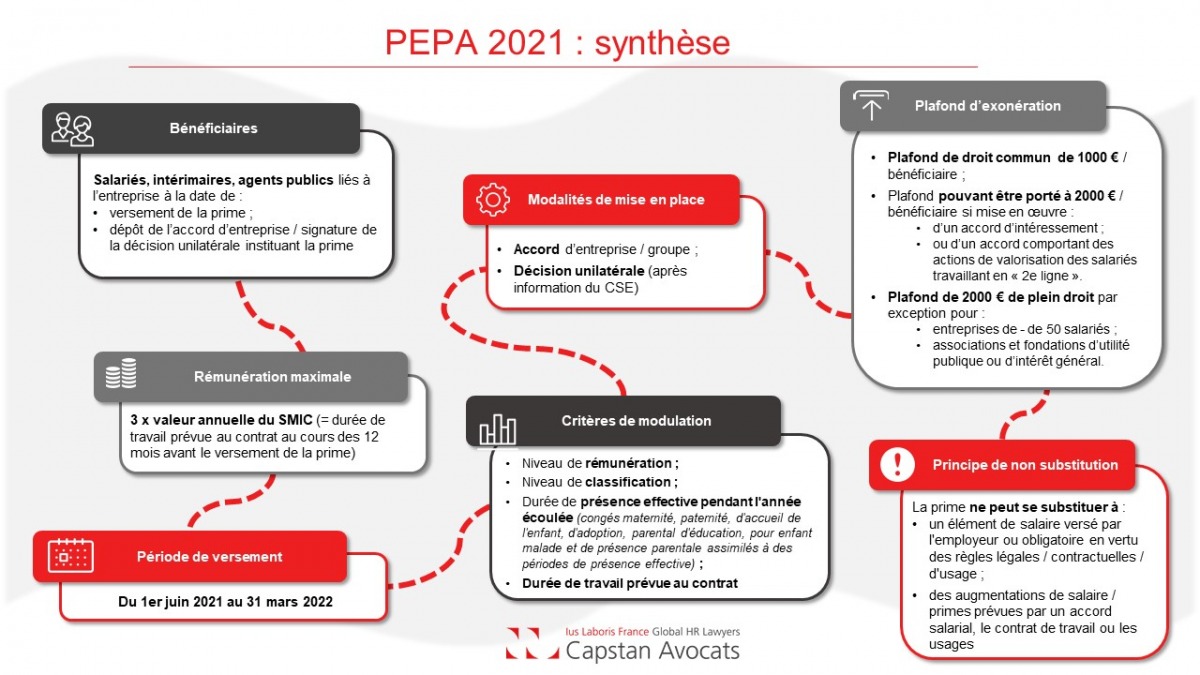 PEPA 2021 : synthèse
Bénéficiaires
Salariés, intérimaires, agents publics liés à
l'entreprise à la date de :
• versement de la prime ;
• dépôt de l'accord d'entreprise / signature de
la décision unilatérale instituant la prime
Rémunération maximale
3 x valeur annuelle du SMIC (= durée de
travail prévue au contrat au cours des 12
mois avant le versement de la prime)
Période de versement
Du 1er juin 2021 au 31 mars 2022
Critères de modulation
• Niveau de rémunération ;
• Niveau de classification ;
• Durée de présence effective pendant l'année
écoulée (congés maternité, paternité, d'accueil de
l'enfant, d'adoption, parental d'éducation, pour enfant
malade et de présence parentale assimilés à des
périodes de présence effective) ;
• Durée de travail prévue au contrat
Modalités de mise en place
• Accord d'entreprise / groupe ;
• Décision unilatérale (après
information du CSE)
Plafond d'exonération
• Plafond de droit commun de 1000 € /
bénéficiaire ;
• Plafond pouvant être porté à 2000 € /
bénéficiaire si mise en œuvre :
• d'un accord d'intéressement ;
• ou d'un accord comportant des
actions de valorisation des salariés
travaillant en « 2e ligne ».
• Plafond de 2000 € de plein droit par
exception pour :
• entreprises de - de 50 salariés ;
• associations et fondations d'utilité
publique ou d'intérêt général.
Principe de non substitution
La prime ne peut se substituer à :
• un élément de salaire versé par
l'employeur ou obligatoire en vertu
des règles légales / contractuelles /
d'usage ;
• des augmentations de salaire /
primes prévues par un accord
salarial, le contrat de travail ou les
usages
Ius Laboris France Global HR Lawyers
Capstan Avocats